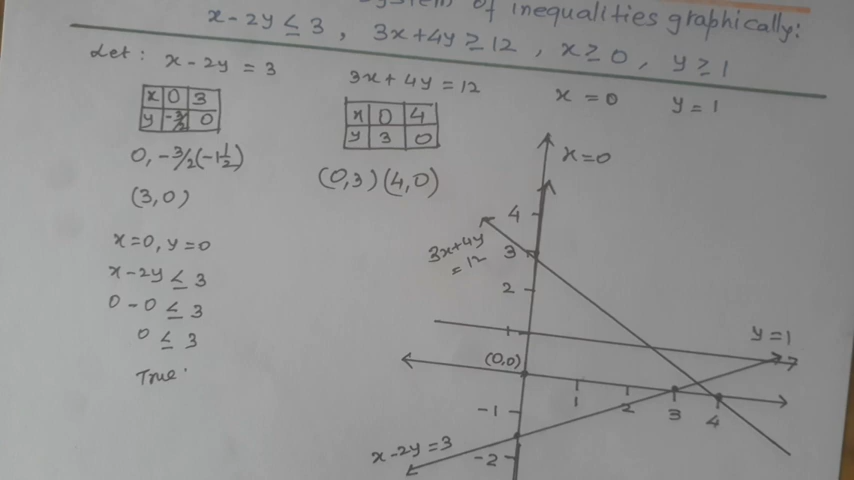 of inequalities graphically:
x - 2y ≤ 3 , 3x + 4y ≥ 12 , x ≥ 0 , y ≥ 1
Let : x - 2y = 3
x 0 3
y -3/2 0
0, -3/2 (-1 1/2)
(3,0)
x=0, y=0
x-2y ≤ 3
0 - 0 ≤ 3
0 ≤ 3
True
3x + 4y = 12
x 0 4
y 3 0
(0,3) (4,0)
x = 0
y = 1
x=0
4
3x+4y
= 12
3
2
1
y=1
(0,0)
1
2
3
4
-1
x-2y=3
-2